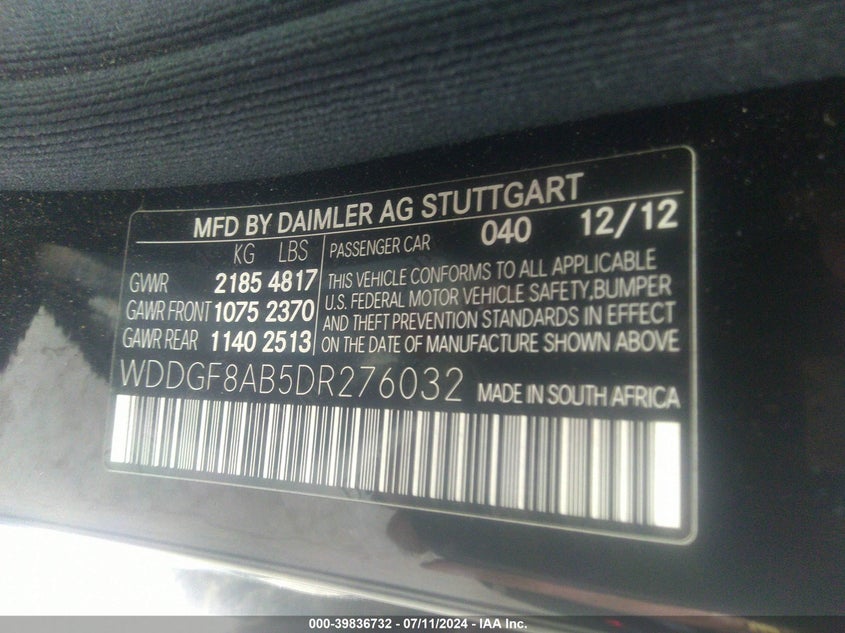 MFD BY DAIMLER AG STUTTGART
KG LBS
GVWR 2185 4817
GAWR FRONT 1075 2370
GAWR REAR 1140 2513
PASSENGER CAR 040 12/12
THIS VEHICLE CONFORMS TO ALL APPLICABLE
U.S. FEDERAL MOTOR VEHICLE SAFETY,BUMPER
AND THEFT PREVENTION STANDARDS IN EFFECT
ON THE DATE OF MANUFACTURE SHOWN ABOVE
WDDGF8AB5DR276032 MADE IN SOUTH AFRICA
000-39836732 - 07/11/2024 - IAA Inc.